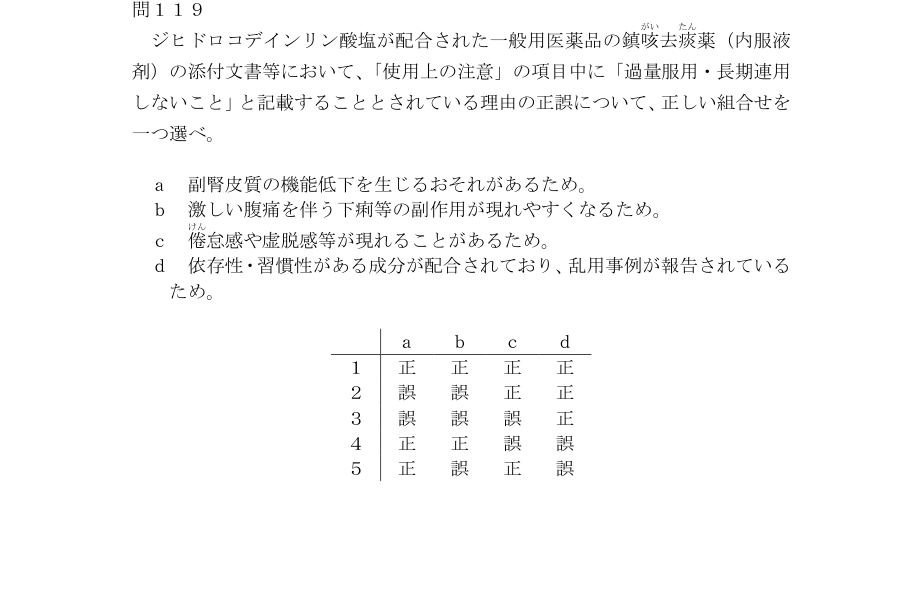 問１１９
がい たん
ジヒドロコデインリン酸塩が配合された一般用医薬品の鎮咳去痰薬（内服液
剤）の添付文書等において、「使用上の注意」の項目中に「過量服用・長期連用
しないこと」と記載することとされている理由の正誤について、正しい組合せを
一つ選べ。
a 副腎皮質の機能低下を生じるおそれがあるため。
b 激しい腹痛を伴う下痢等の副作用が現れやすくなるため。
けん
c 倦怠感や虚脱感等が現れることがあるため。
d 依存性・習慣性がある成分が配合されており、乱用事例が報告されている
ため。
a b c d
1 正 正 正 正
2 誤 誤 正 正
3 誤 誤 誤 正
4 正 正 誤 誤
5 正 誤 正 誤